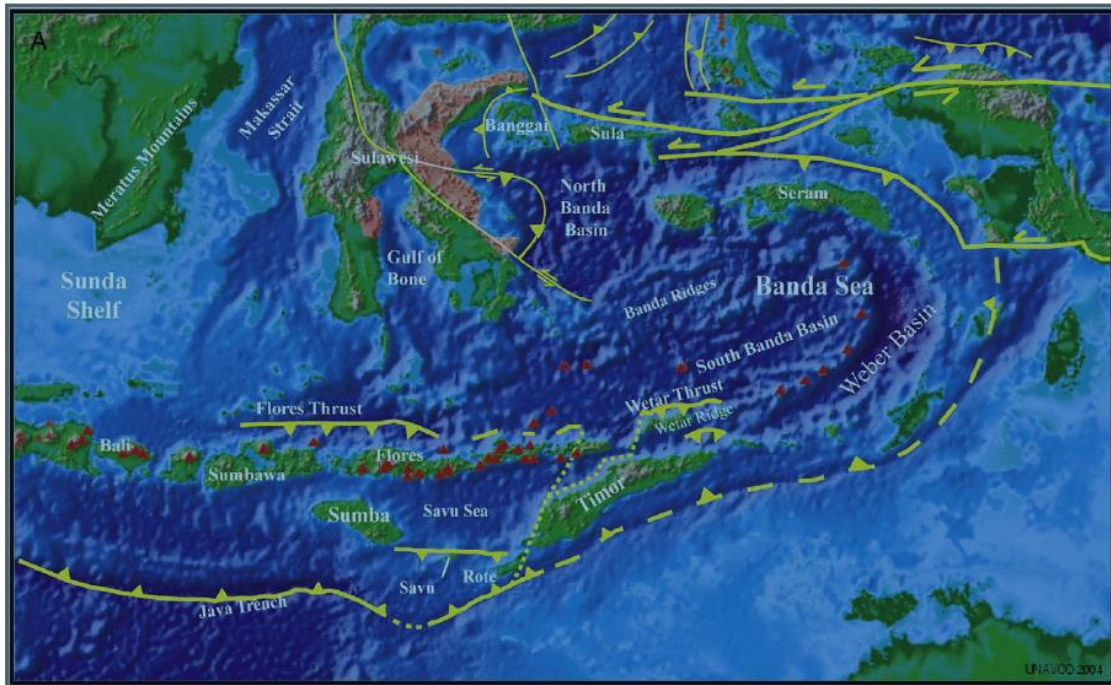 A
Meratus Mountains
Makassar
Strait
Banggai
Sula
Sulawesi
North
Banda
Basin
Seram
Gulf of
Bone
Sunda
Shelf
Banda Sea
Banda Ridges
South Banda Basin
Weber Basin
Wetar Thrust
Flores Thrust
Wetar Ridge
Bali
Flores
Sumbawa
Timor
Sumba
Savu Sea
Savu
Rote
Java Trench
UNAVCO 2004